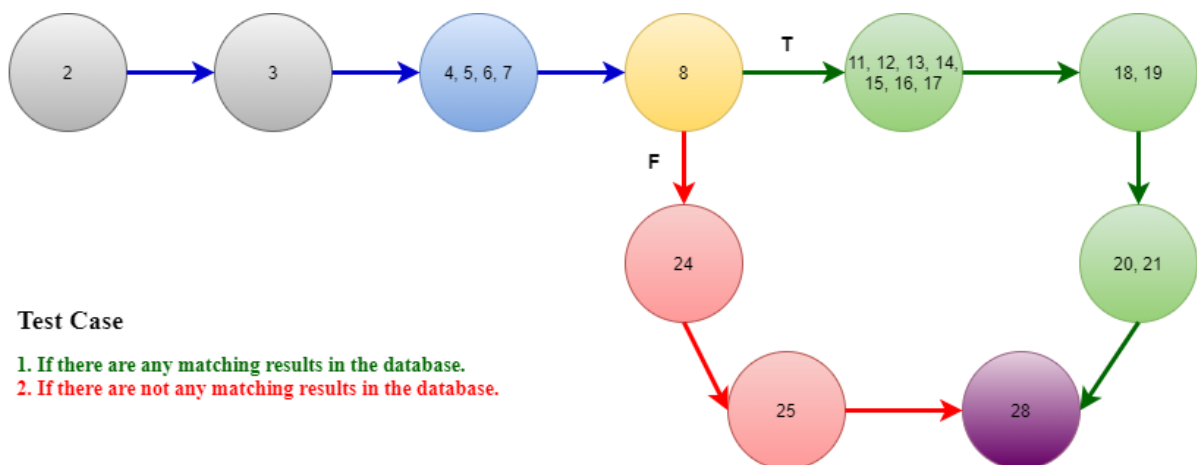 2
3
4, 5, 6, 7
8
T
11, 12, 13, 14,
15, 16, 17
18, 19
F
24
20, 21
Test Case
1. If there are any matching results in the database.
2. If there are not any matching results in the database.
25
28